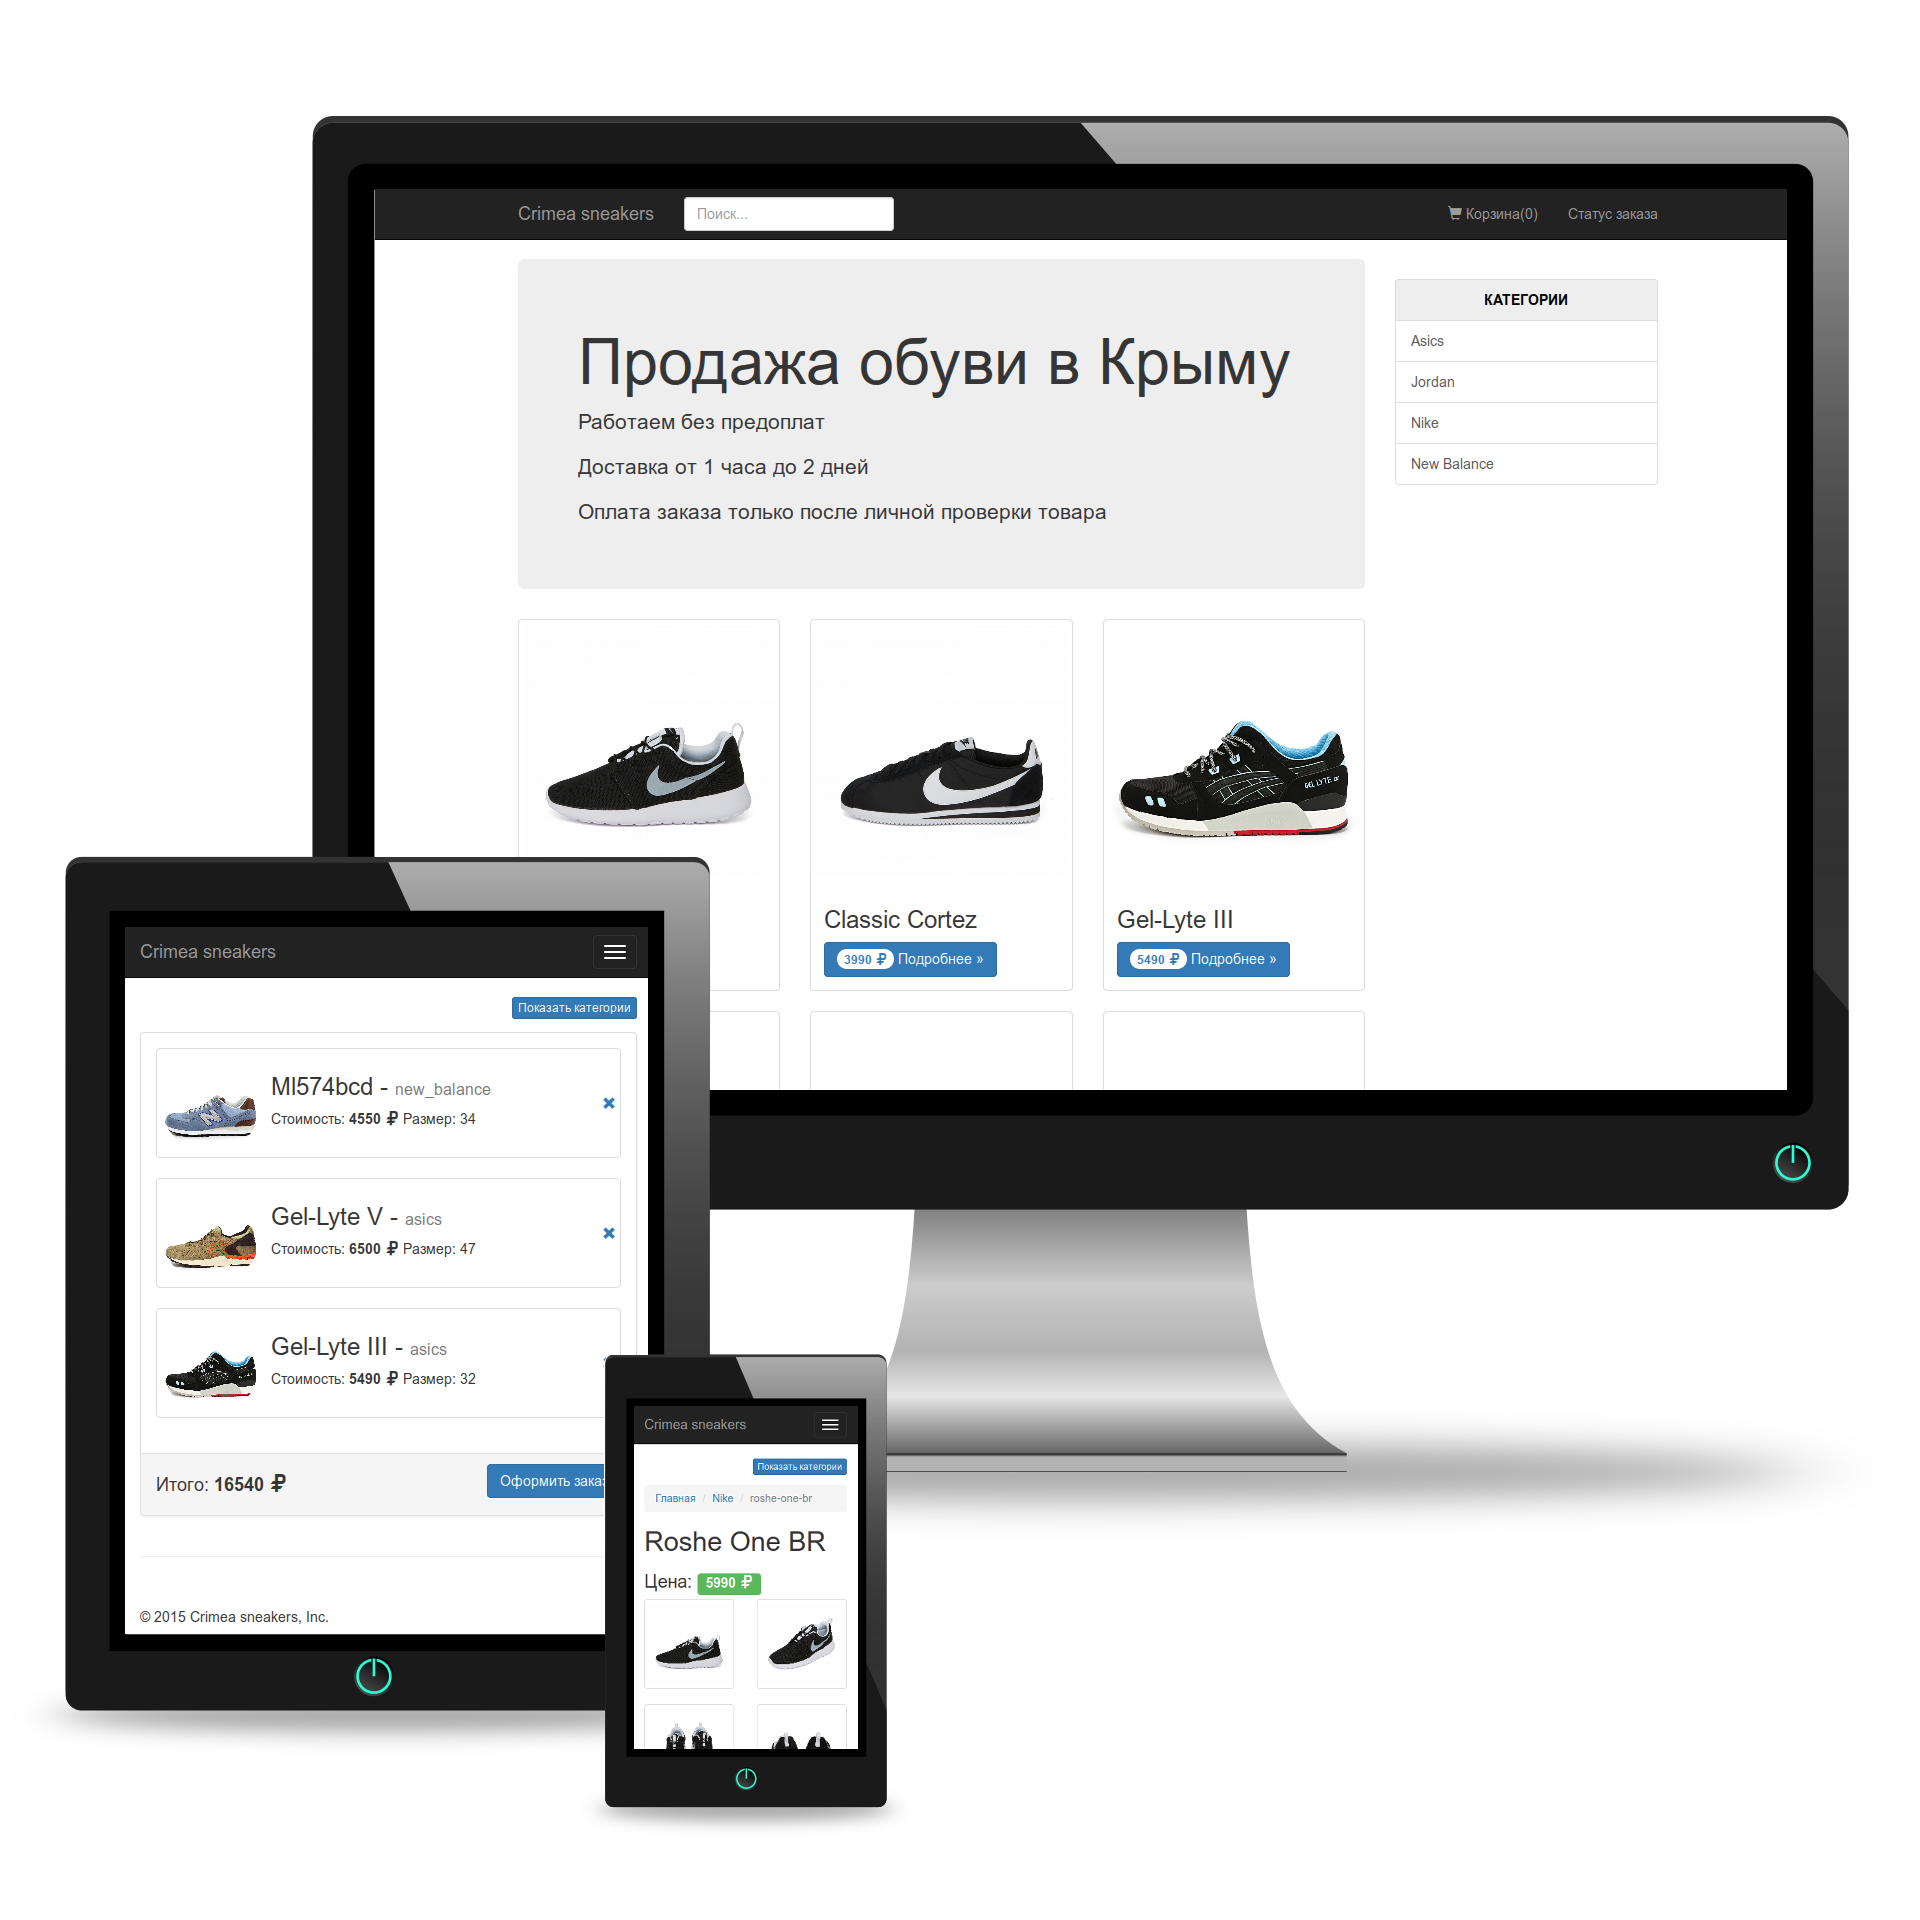 Crimea sneakers
Поиск...
Корзина(0)
Статус заказа
Продажа обуви в Крыму
Работаем без предоплат
Доставка от 1 часа до 2 дней
Оплата заказа только после личной проверки товара
КАТЕГОРИИ
Asics
Jordan
Nike
New Balance
GEL LYTE
Classic Cortez
3990 ₽ Подробнее »
Gel-Lyte III
5490 ₽ Подробнее »
Crimea sneakers
Показать категории
Ml574bcd - new_balance
Стоимость: 4550 ₽ Размер: 34
Gel-Lyte V - asics
Стоимость: 6500 ₽ Размер: 47
Gel-Lyte III - asics
Стоимость: 5490 ₽ Размер: 32
Итого: 16540 ₽
Оформить зака
© 2015 Crimea sneakers, Inc.
Crimea sneakers
Показать категории
Главная / Nike / roshe-one-br
Roshe One BR
Цена: 5990 ₽